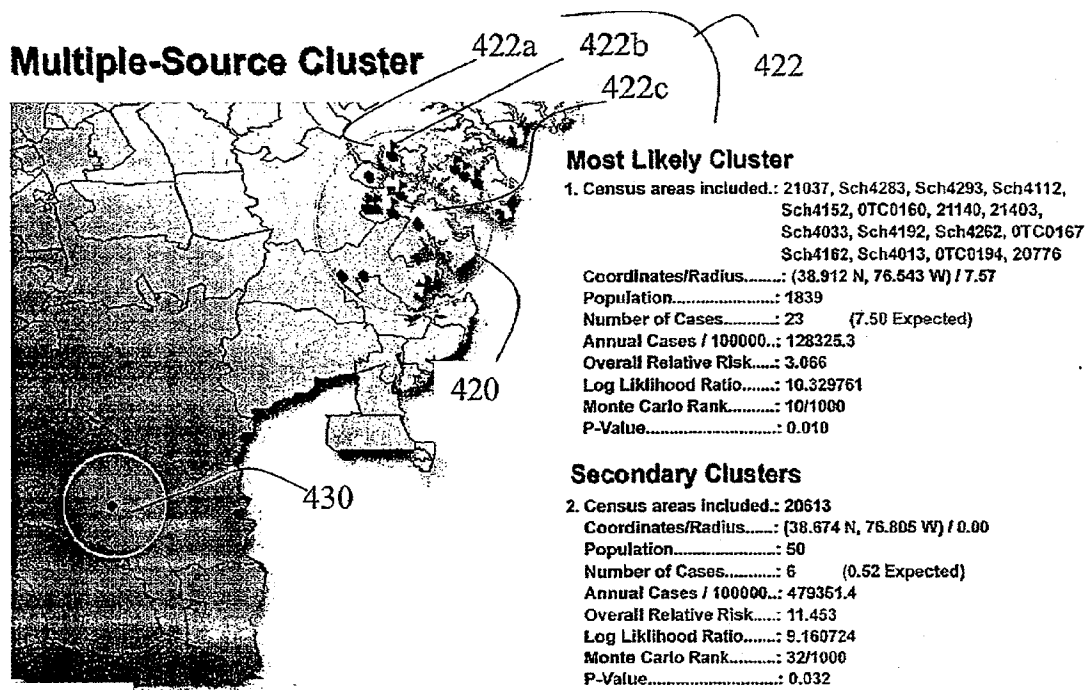 Multiple-Source Cluster
422a
422b
422c
422
420
430
Most Likely Cluster
1. Census areas included.: 21037, Sch4283, Sch4293, Sch4112,
Sch4152, 0TC0160, 21140, 21403,
Sch4033, Sch4192, Sch4262, 0TC0167
Sch4162, Sch4013, 0TC0194, 20776
Coordinates/Radius.......: (38.912 N, 76.543 W) / 7.57
Population...................: 1839
Number of Cases..........: 23 (7.50 Expected)
Annual Cases / 100000..: 128325.3
Overall Relative Risk.....: 3.066
Log Liklihood Ratio.......: 10.329761
Monte Carlo Rank..........: 10/1000
P-Value........................: 0.010
Secondary Clusters
2. Census areas included.: 20613
Coordinates/Radius......: (38.674 N, 76.805 W) / 0.00
Population...................: 50
Number of Cases..........: 6 (0.52 Expected)
Annual Cases / 100000..: 479351.4
Overall Relative Risk.....: 11.453
Log Liklihood Ratio.......: 9.160724
Monte Carlo Rank.........: 32/1000
P-Value.......................: 0.032